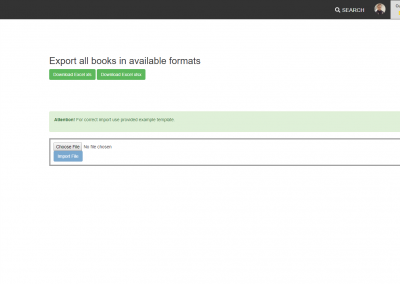 SEARCH
Export all books in available formats
Download Excel xls Download Excel xlsx
Attention! For correct import use provided example template.
Choose File No file chosen
Import File